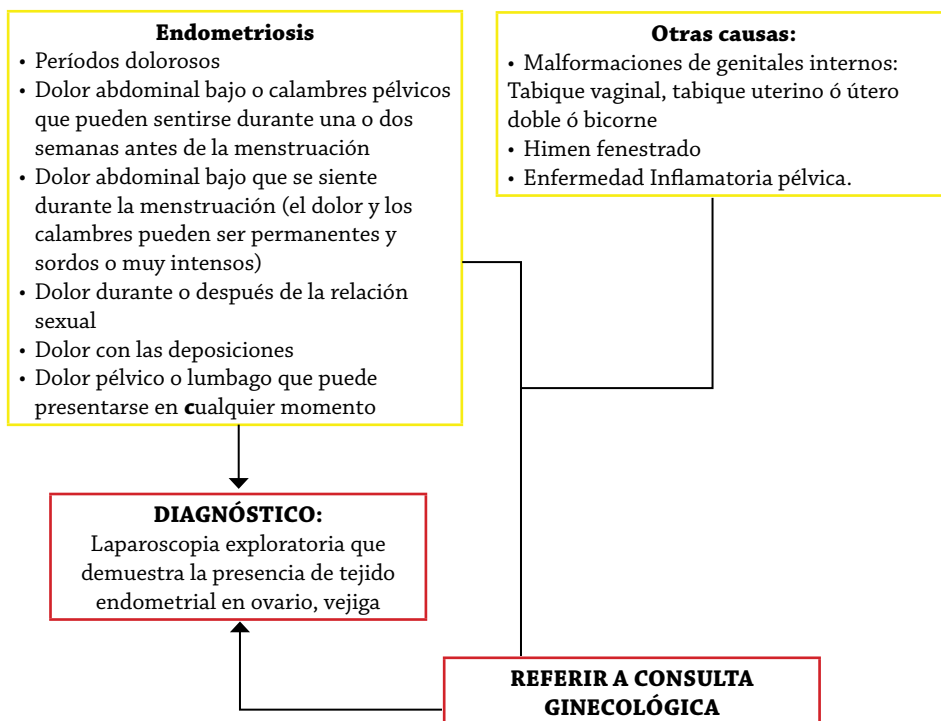 Endometriosis
• Períodos dolorosos
• Dolor abdominal bajo o calambres pélvicos
que pueden sentirse durante una o dos
semanas antes de la menstruación
• Dolor abdominal bajo que se siente
durante la menstruación (el dolor y los
calambres pueden ser permanentes y
sordos o muy intensos)
• Dolor durante o después de la relación
sexual
• Dolor con las deposiciones
• Dolor pélvico o lumbago que puede
presentarse en cualquier momento
Otras causas:
• Malformaciones de genitales internos:
Tabique vaginal, tabique uterino ó útero
doble ó bicorne
• Himen fenestrado
• Enfermedad Inflamatoria pélvica.
DIAGNÓSTICO:
Laparoscopia exploratoria que
demuestra la presencia de tejido
endometrial en ovario, vejiga
REFERIR A CONSULTA
GINECOLÓGICA